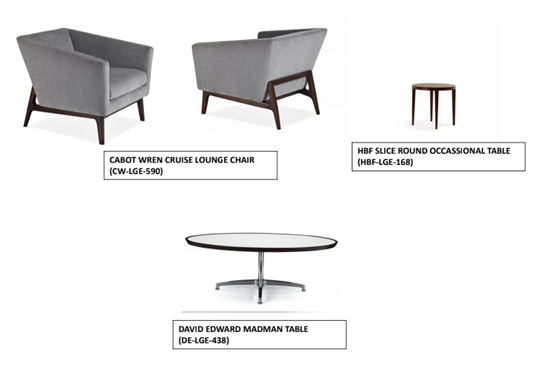 CABOT WREN CRUISE LOUNGE CHAIR
(CW-LGE-590)
HBF SLICE ROUND OCCASSIONAL TABLE
(HBF-LGE-168)
DAVID EDWARD MADMAN TABLE
(DE-LGE-438)